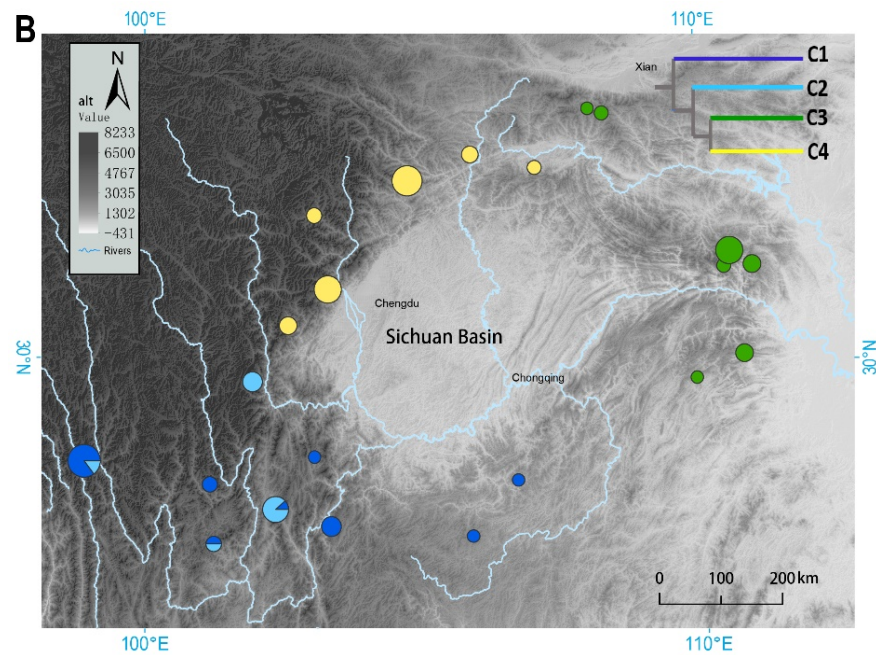 B
100°E
110°E
N
alt
Value
8233
6500
4767
3035
1302
-431
Rivers
Xian
C1
C2
C3
C4
Chengdu
Sichuan Basin
30°N
30°N
Chongqing
0 100 200 km
100°E
110°E